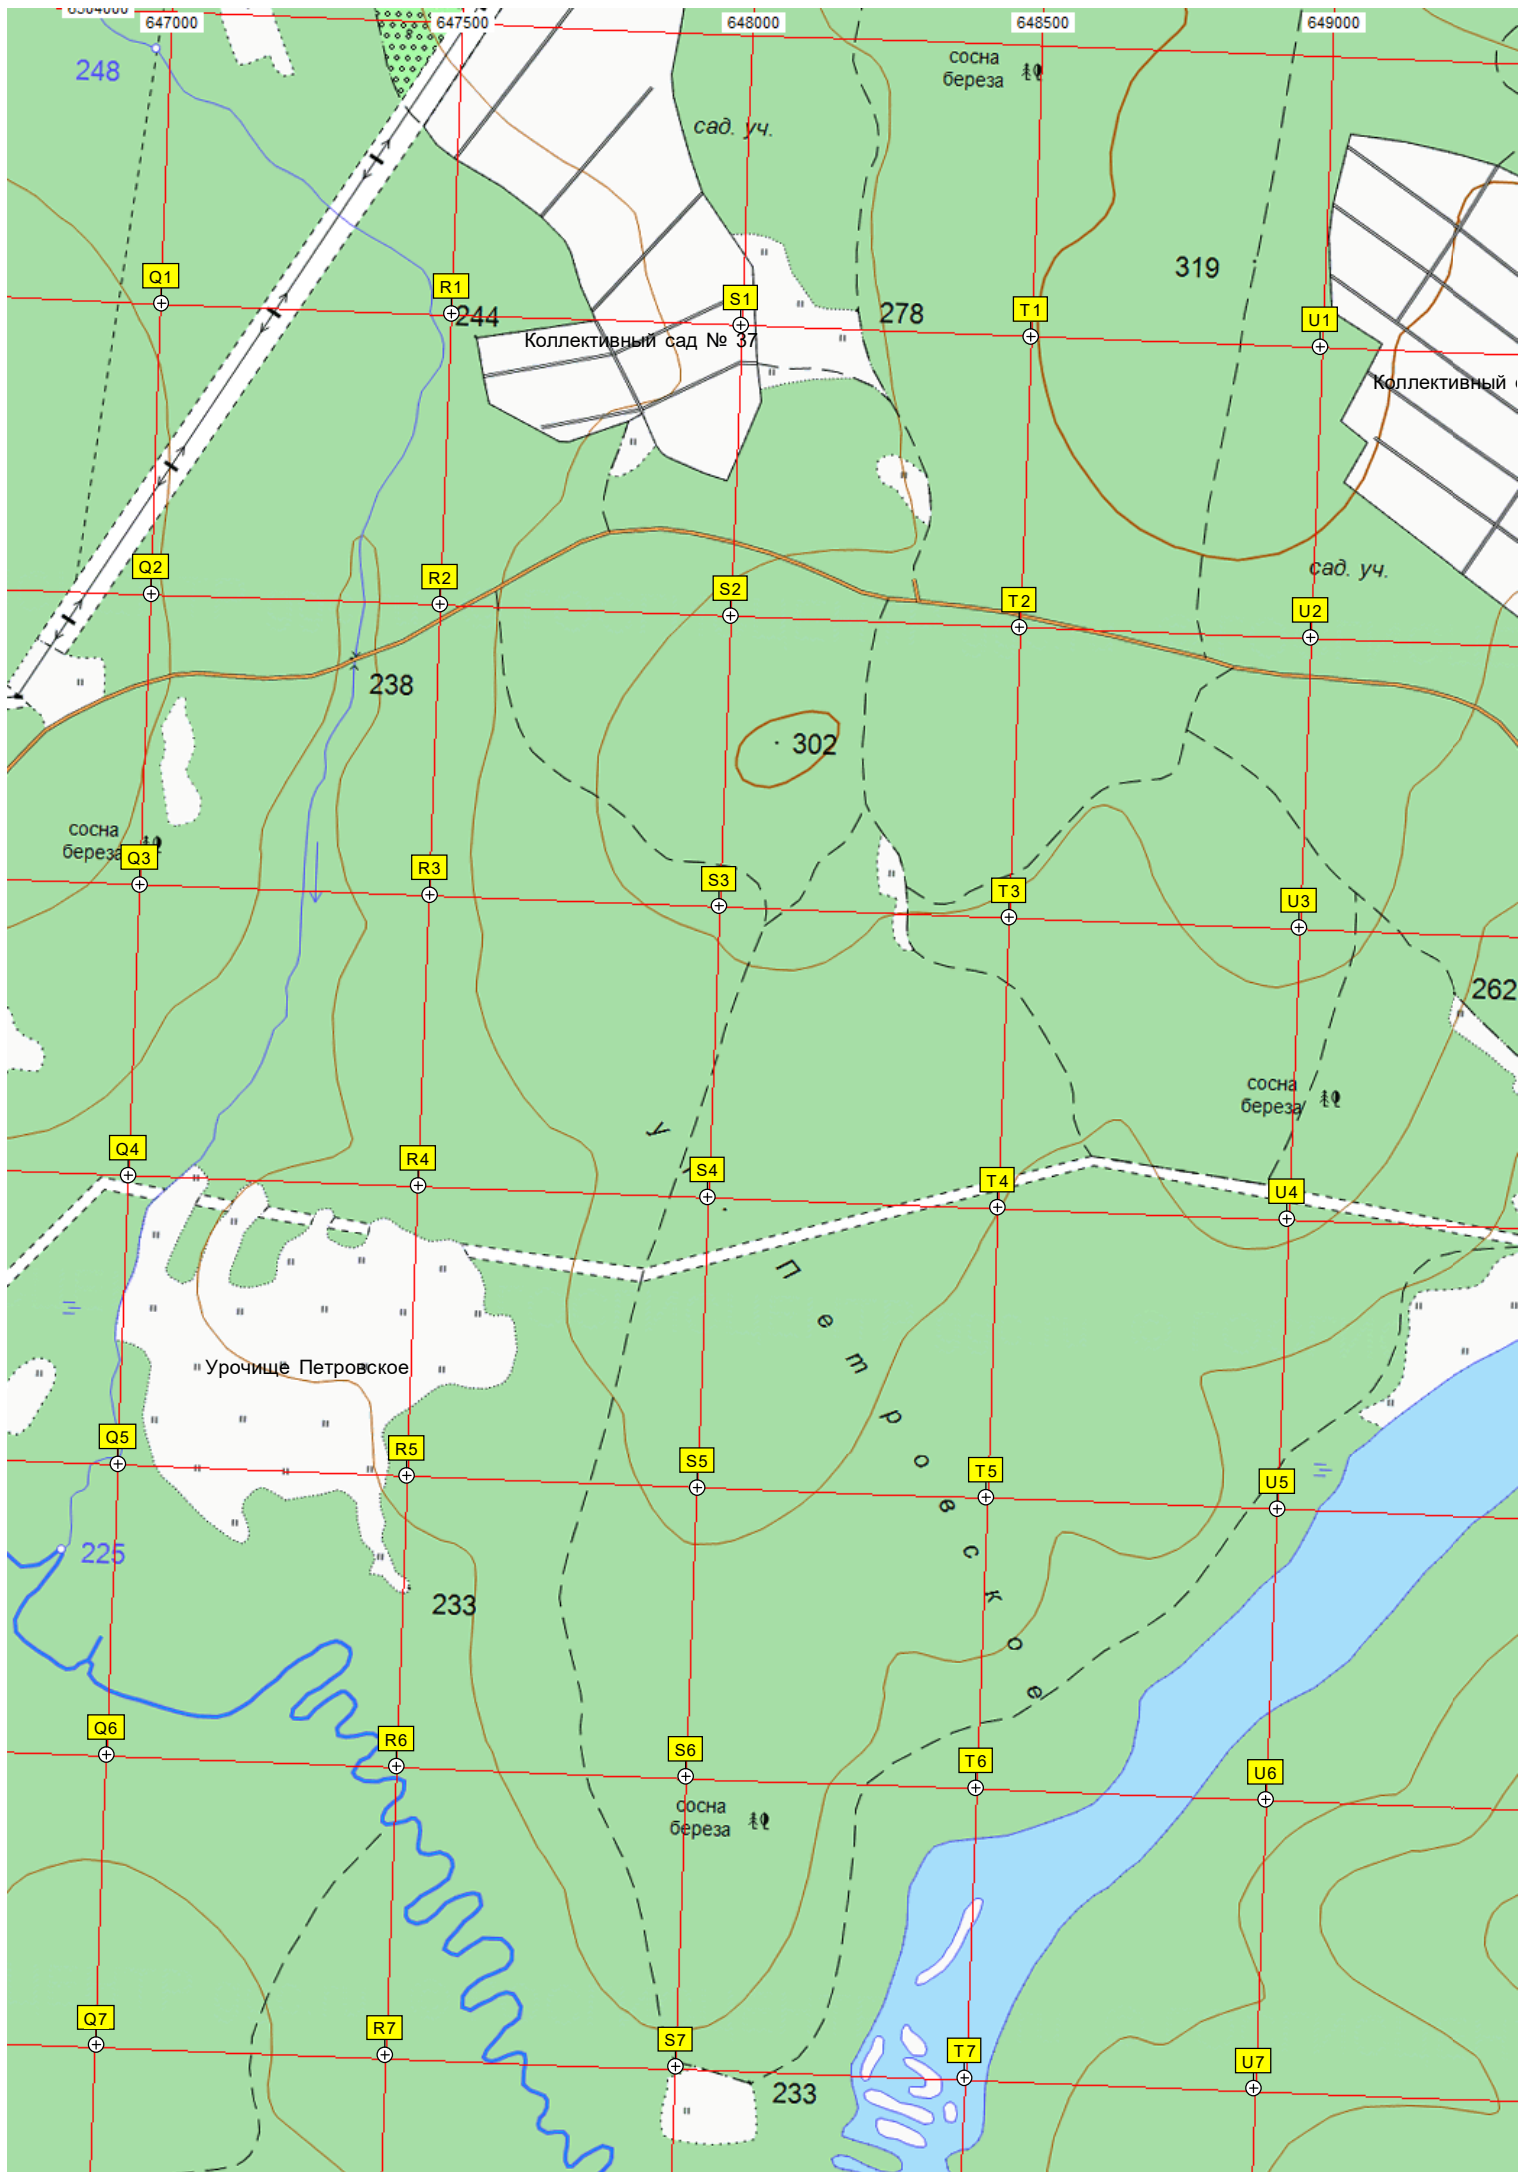 6504000
647000
647500
648000
648500
649000
248
сосна
береза
сад. уч.
319
Q1
R1
S1
T1
U1
244
278
Коллективный сад № 37
Коллективный
сад. уч.
Q2
R2
S2
T2
U2
238
302
сосна
береза
Q3
R3
S3
T3
U3
262
сосна
береза
Q4
R4
S4
T4
U4
У Петровское
Урочище Петровское
Q5
R5
S5
T5
U5
225
233
Q6
R6
S6
T6
U6
сосна
береза
Q7
R7
S7
T7
U7
233